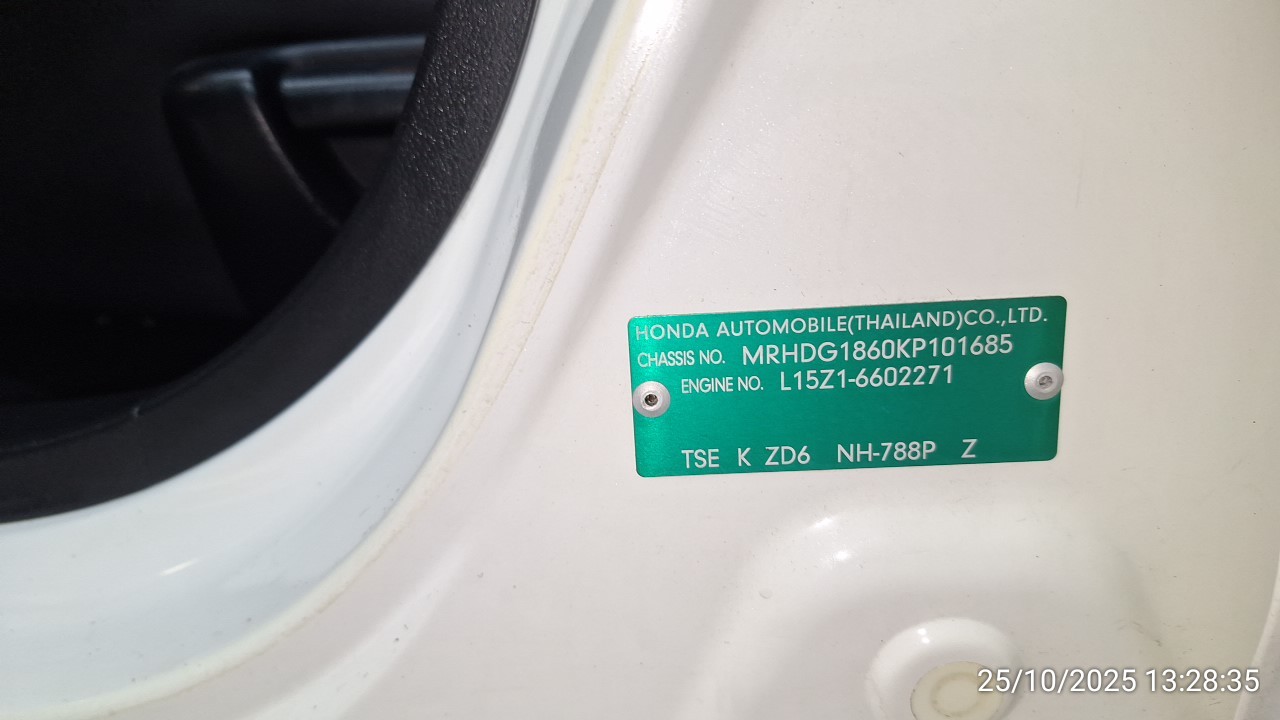 HONDA AUTOMOBILE(THAILAND)CO.,LTD.
CHASSIS NO. MRHDG1860KP101685
ENGINE NO. L15Z1-6602271
TSE K ZD6 NH-788P Z
25/10/2025 13:28:35